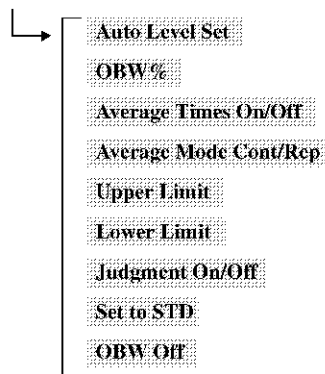 Auto Level Set
OBW%
Average Times On/Off
Average Mode Cont/Rep
Upper Limit
Lower Limit
Judgment On/Off
Set to STD
OBW Off